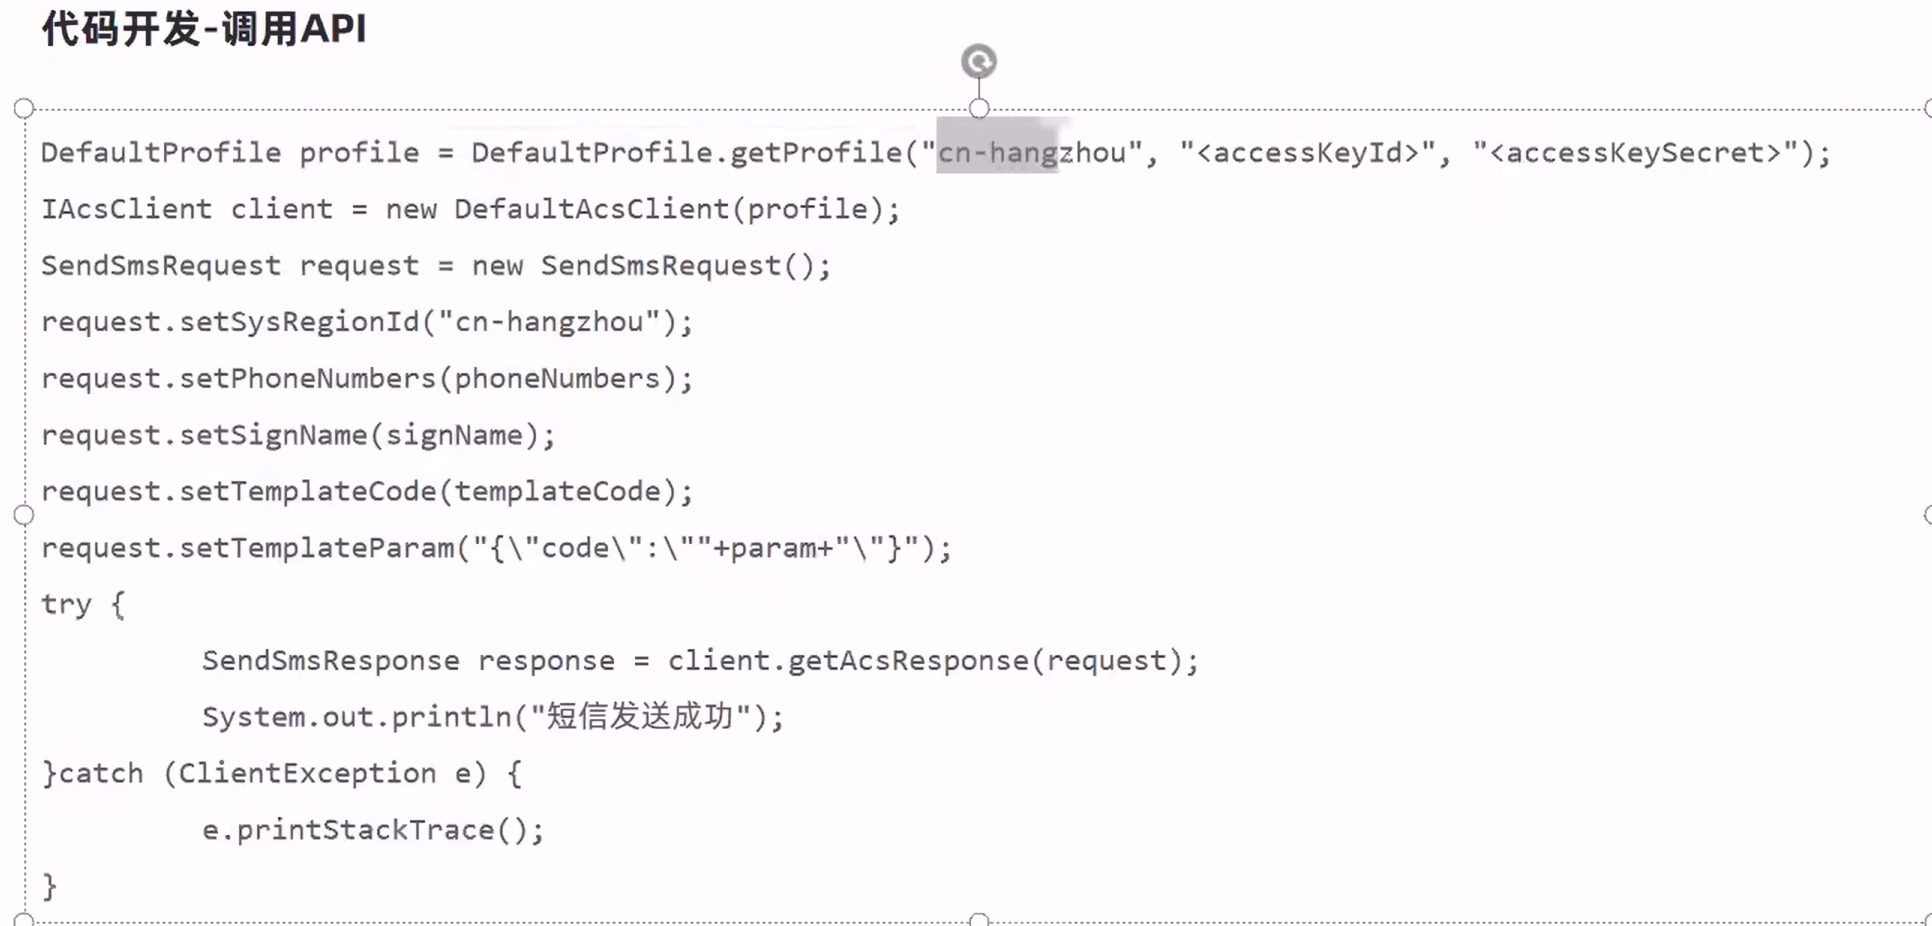 代码开发-调用API
DefaultProfile profile = DefaultProfile.getProfile("cn-hangzhou", "<accessKeyId>", "<accessKeySecret>");
IAcsClient client = new DefaultAcsClient(profile);
SendSmsRequest request = new SendSmsRequest();
request.setSysRegionId("cn-hangzhou");
request.setPhoneNumbers(phoneNumbers);
request.setSignName(signName);
request.setTemplateCode(templateCode);
request.setTemplateParam("{\"code\":\""+param+"\"}");
try {
SendSmsResponse response = client.getAcsResponse(request);
System.out.println("短信发送成功");
}catch (ClientException e) {
e.printStackTrace();
}